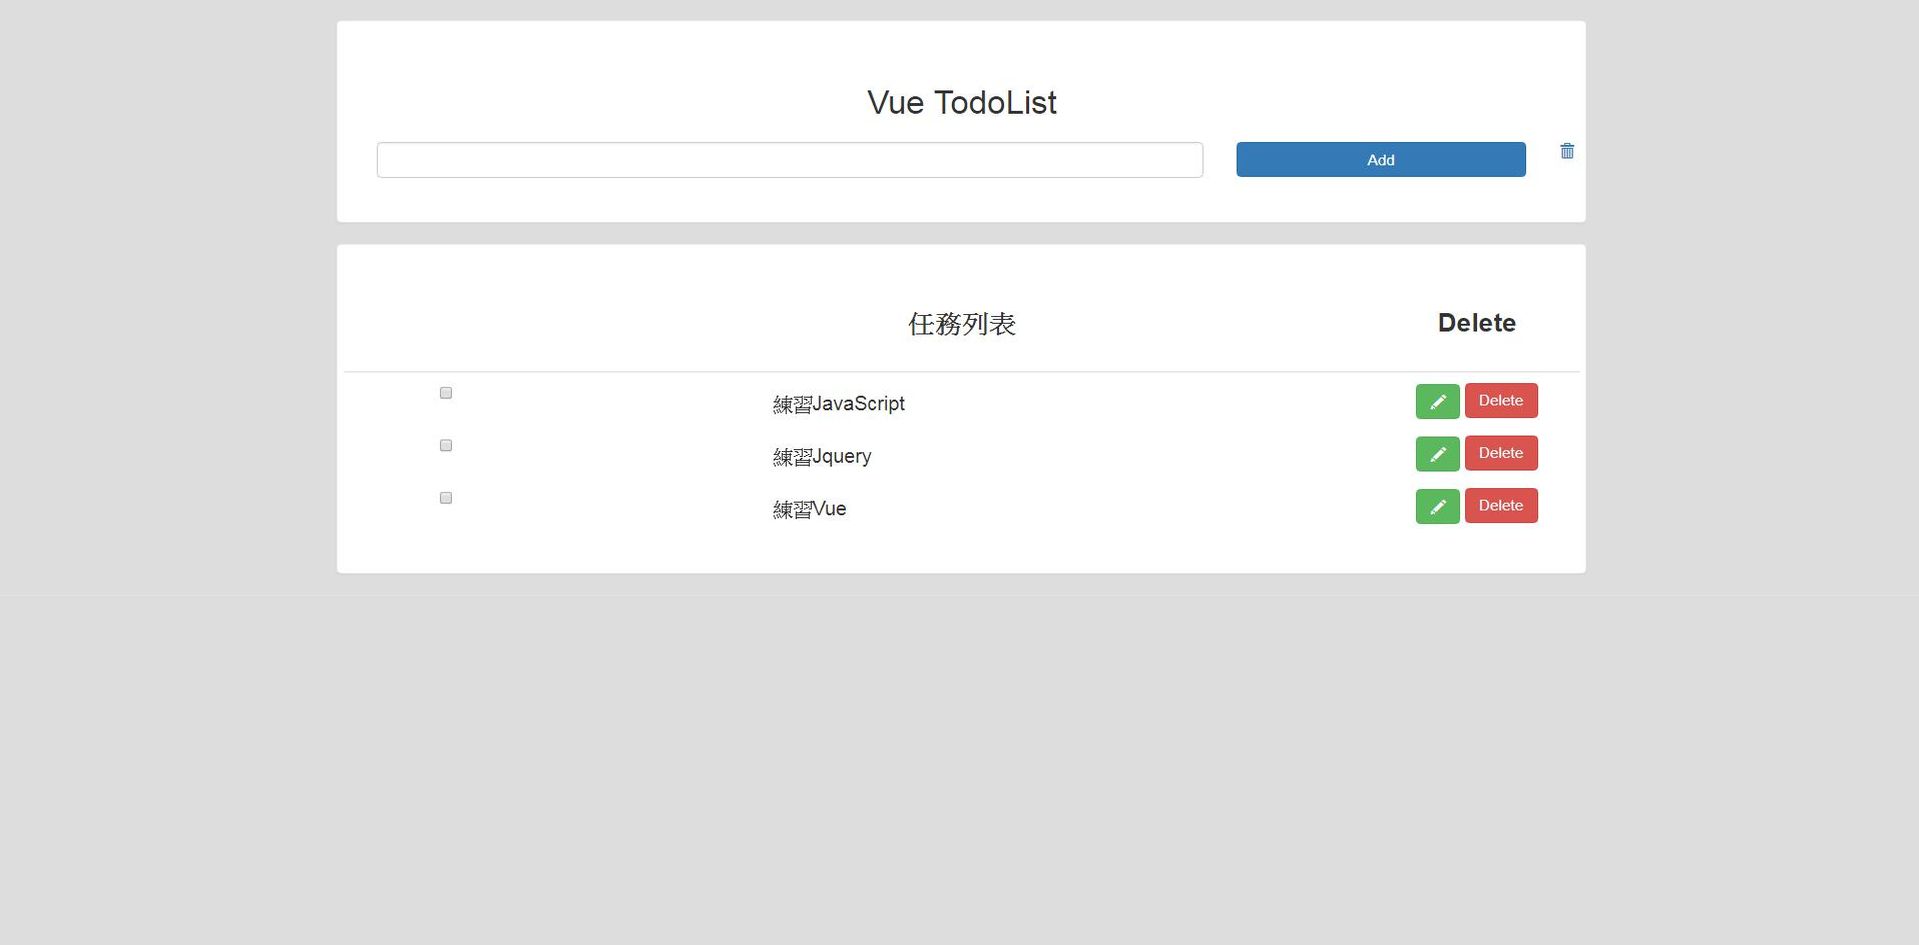 Vue TodoList
Add
任務列表 Delete
練習JavaScript Delete
練習Jquery Delete
練習Vue Delete